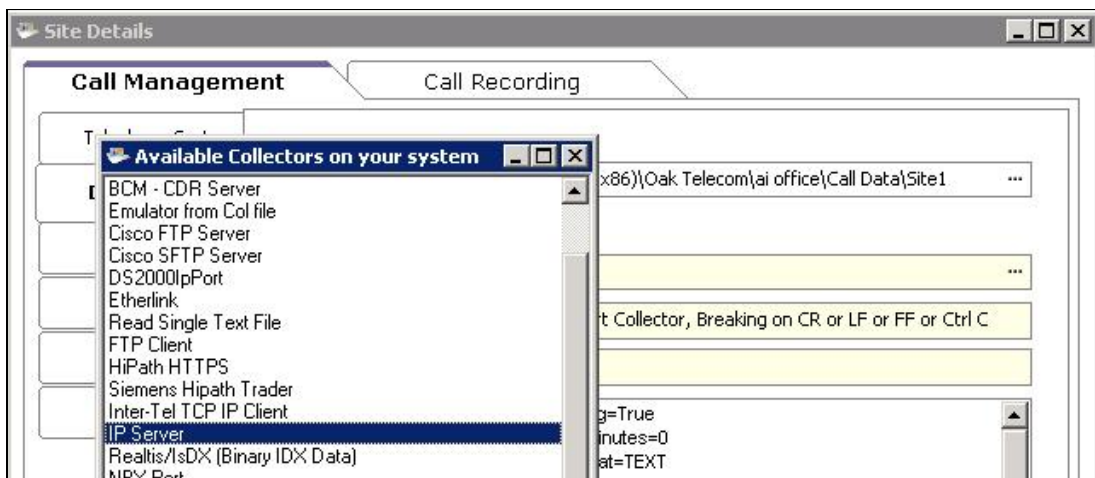 Site Details
Call Management
Call Recording
Available Collectors on your system
BCM - CDR Server
Emulator from Col file
Cisco FTP Server
Cisco SFTP Server
DS2000IpPort
Etherlink
Read Single Text File
FTP Client
HiPath HTTPS
Siemens Hipath Trader
Inter-Tel TCP IP Client
IP Server
Realtis/IsDX (Binary IDX Data)
x86)\Oak Telecom\ai office\Call Data\Site1 ...
...
t Collector, Breaking on CR or LF or FF or Ctrl C
g=True
inutes=0
at=TEXT